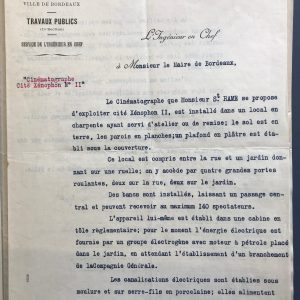 VILLE DE BORDEAUX
TRAVAUX PUBLICS
SERVICE DE L'INGÉNIEUR EN CHEF
L'Ingénieur en Chef
à Monsieur le Maire de Bordeaux,
"Cinématographe
Cité Xénophon N° II"
Le Cinématographe que Monsieur St HAME se propose
d'exploiter cité Xénophon II, est installé dans un local en
charpente ayant servi d'atelier ou de remise; le sol est en
terre, les parois en planches;un plafond en plâtre est éta
bli sous la couverture.
Ce local est compris entre la rue et un jardin don-
nant sur une ruelle; on y accède par quatre grandes portes
roulantes, deux sur la rue, deux sur le jardin.
Des bancs sont installés, laissant un passage cen-
tral et peuvent recevoir au maximum 140 spectateurs.
L'appareil lui-même est établi dans une cabine en
tôle réglementaire; pour le moment l'énergie électrique est
fournie par un groupe électrogène avec moteur à pétrole placé
dans le jardin, en attendant l'établissement d'un branchement
de laCompagnie Générale.
Les canalisations électriques sont établies sous
moulure et sur serre-fils en porcelaine; elles alimentent